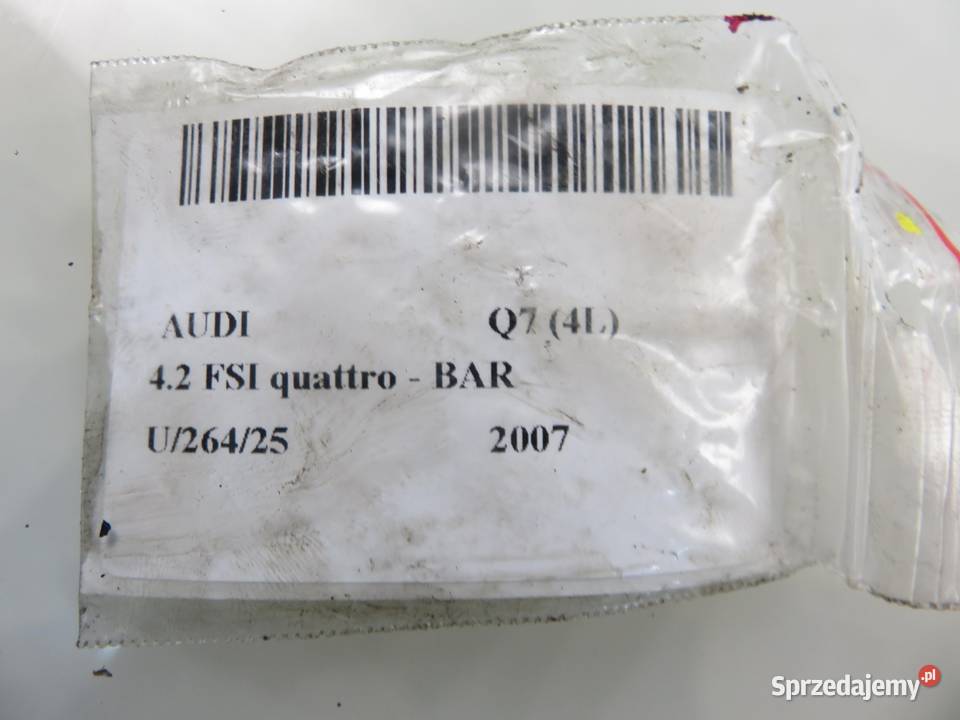 AUDI Q7 (4L)
4.2 FSI quattro - BAR
U/264/25 2007
Sprzedajemy.pl